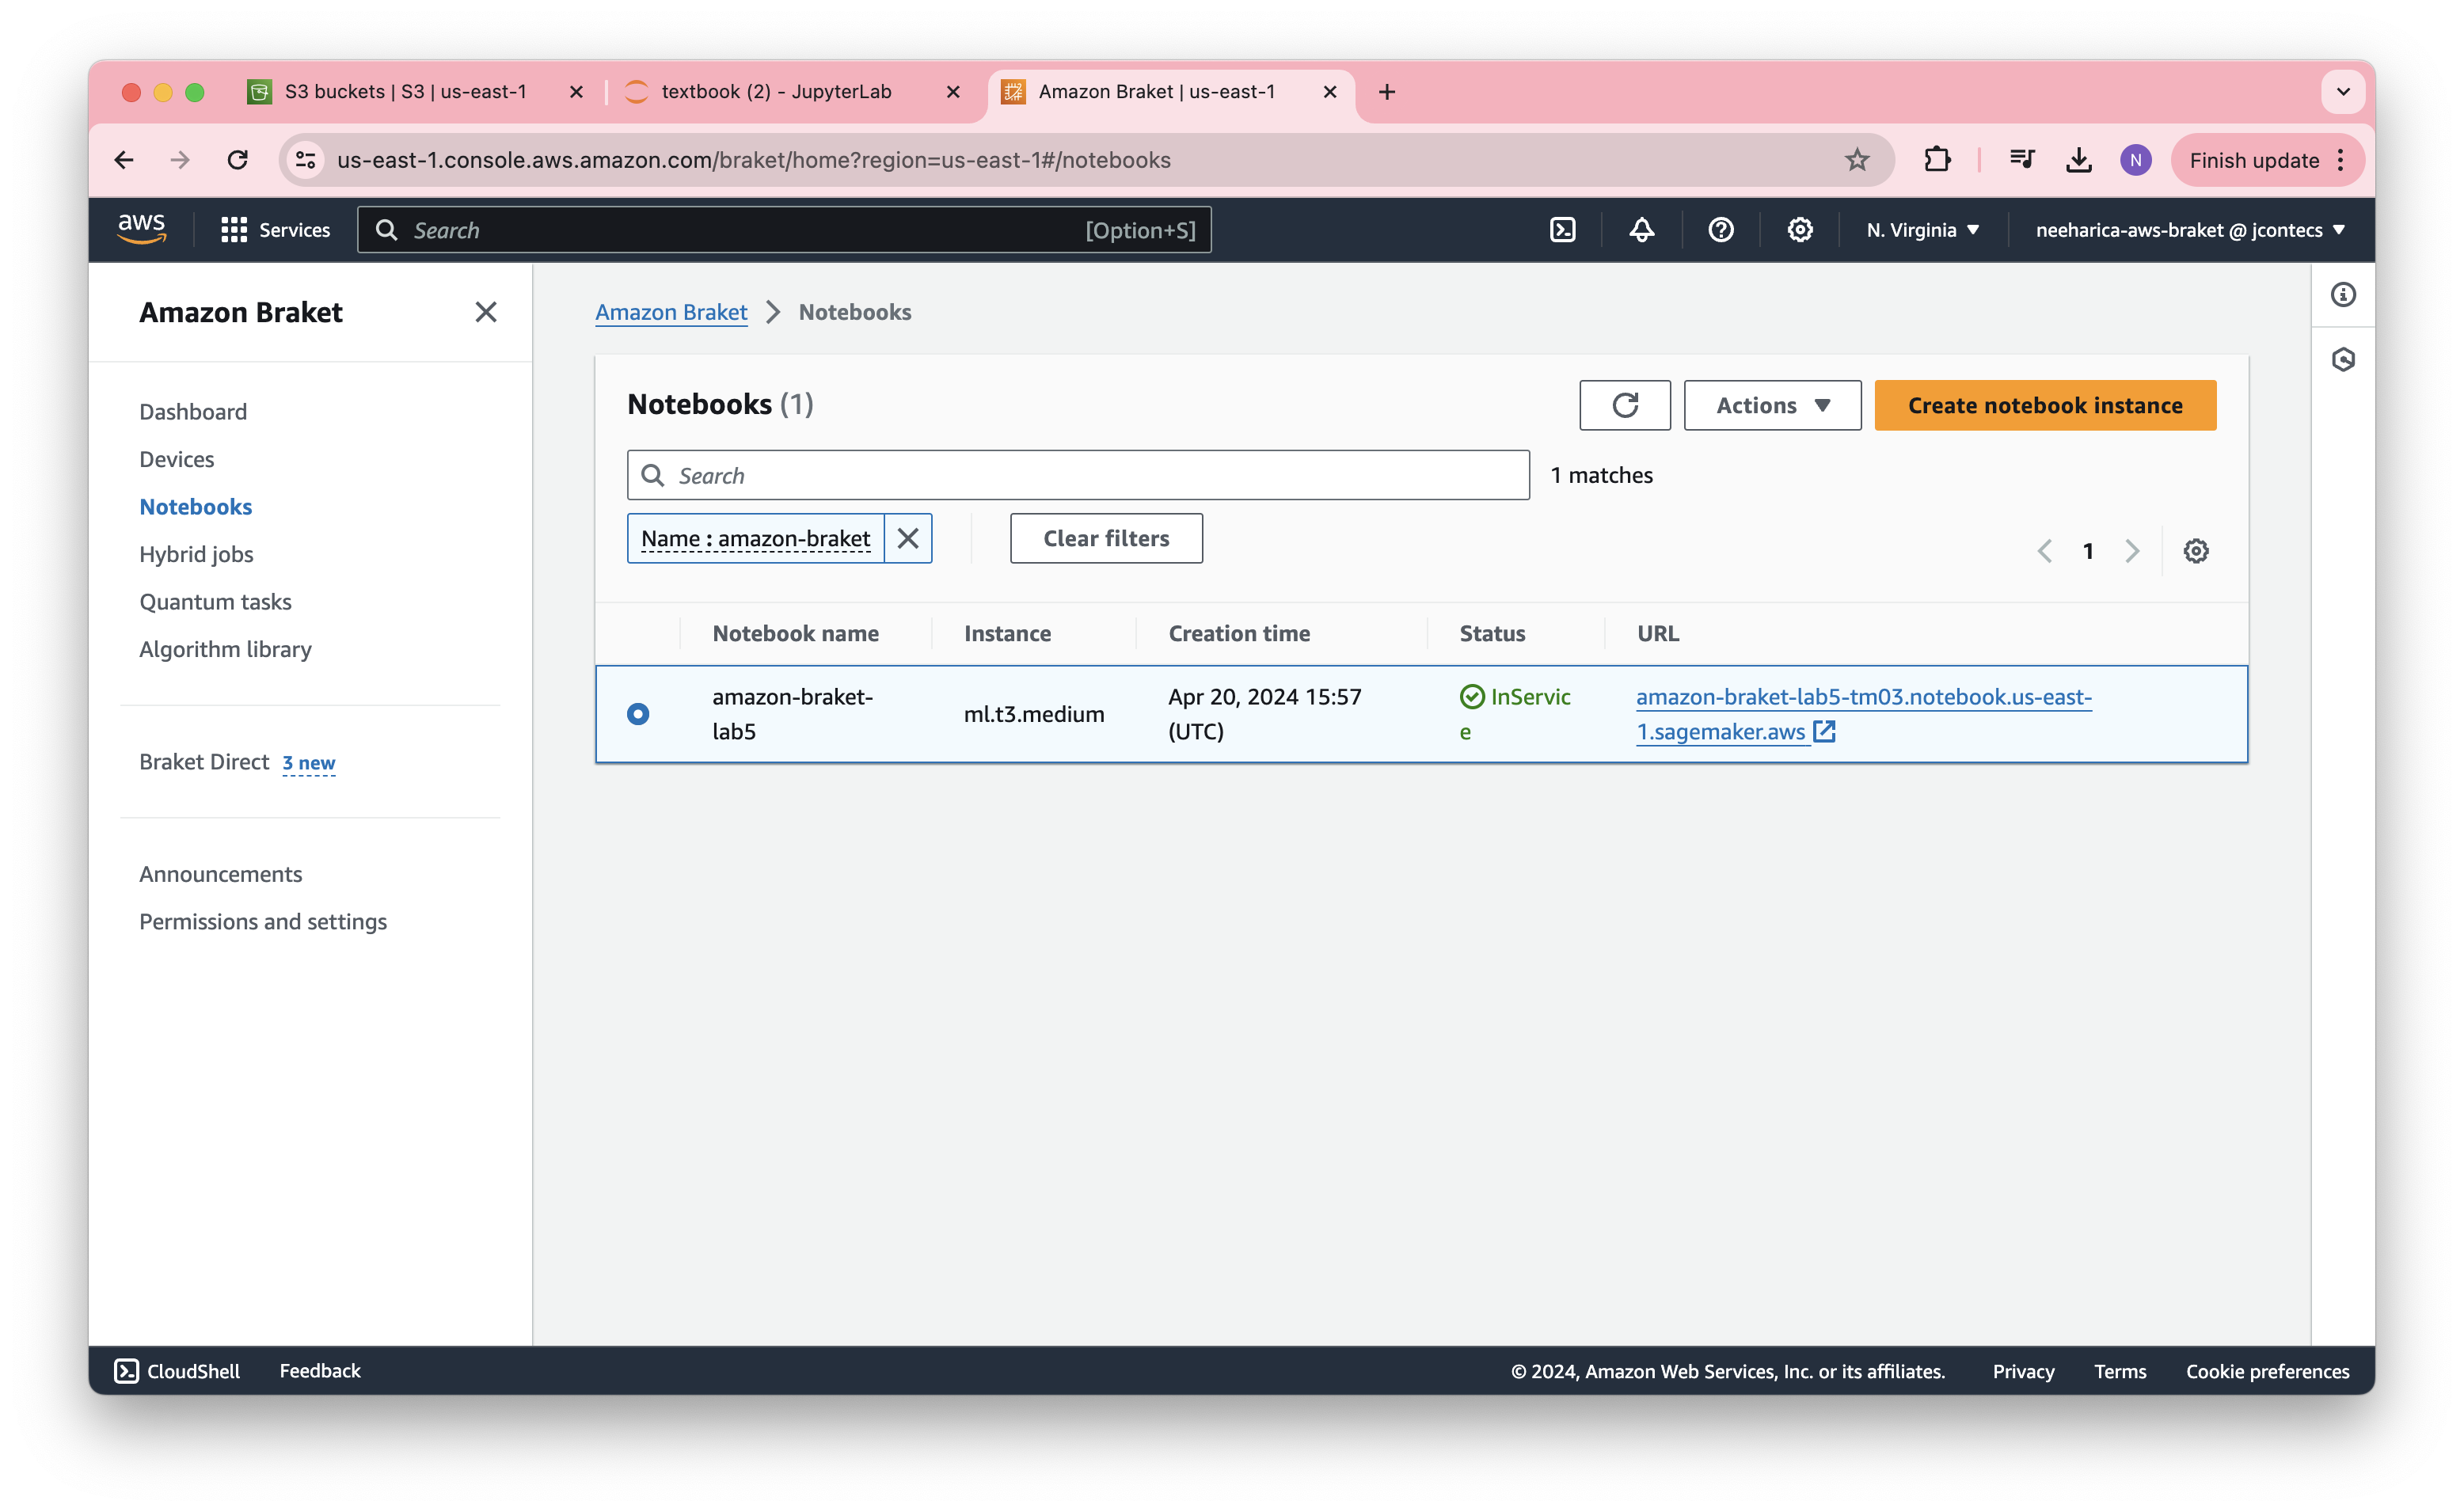 S3 buckets | S3 | us-east-1
textbook (2) - JupyterLab
Amazon Braket | us-east-1
us-east-1.console.aws.amazon.com/braket/home?region=us-east-1#/notebooks
N
Finish update
aws
Services
Search
[Option+S]
N. Virginia
neeharica-aws-braket @ jcontecs
Amazon Braket
Dashboard
Devices
Notebooks
Hybrid jobs
Quantum tasks
Algorithm library
Braket Direct 3 new
Announcements
Permissions and settings
Amazon Braket
Notebooks
Notebooks (1)
Actions
Create notebook instance
Search
1 matches
Name : amazon-braket
Clear filters
1
Notebook name
Instance
Creation time
Status
URL
amazon-braket-
lab5
ml.t3.medium
Apr 20, 2024 15:57
(UTC)
InServic
e
amazon-braket-lab5-tm03.notebook.us-east-
1.sagemaker.aws
CloudShell
Feedback
© 2024, Amazon Web Services, Inc. or its affiliates.
Privacy
Terms
Cookie preferences